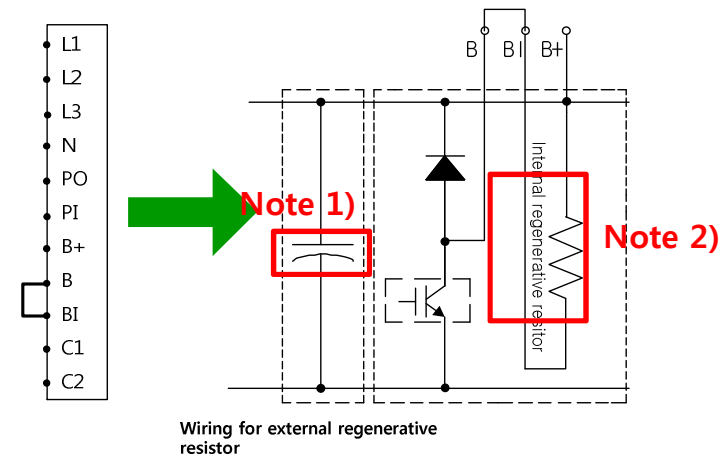 L1
L2
L3
N
PO
PI
B+
B
BI
C1
C2
B
BI
B+
Note 1)
Internal regenerative resitor
Note 2)
Wiring for external regenerative
resistor